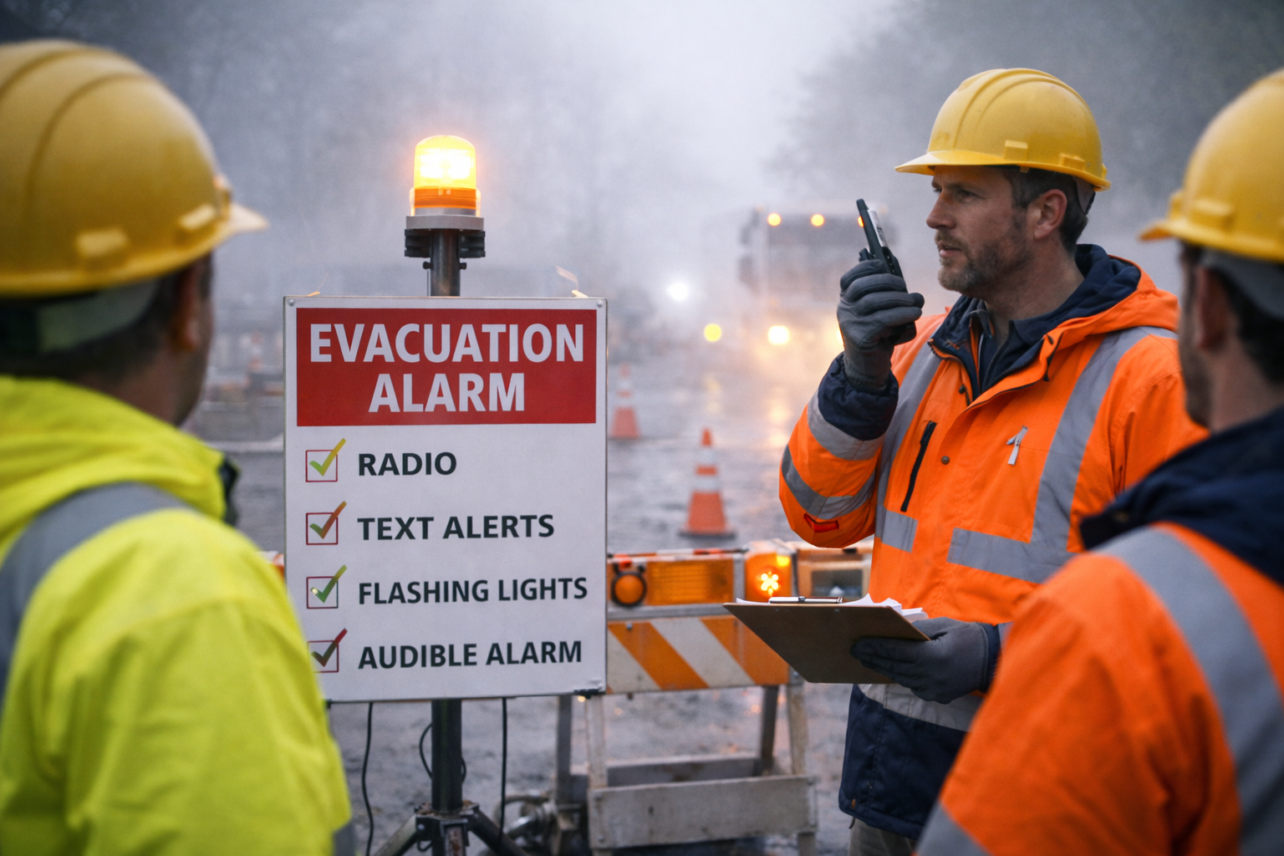 EVACUATION
ALARM
RADIO
TEXT ALERTS
FLASHING LIGHTS
AUDIBLE ALARM